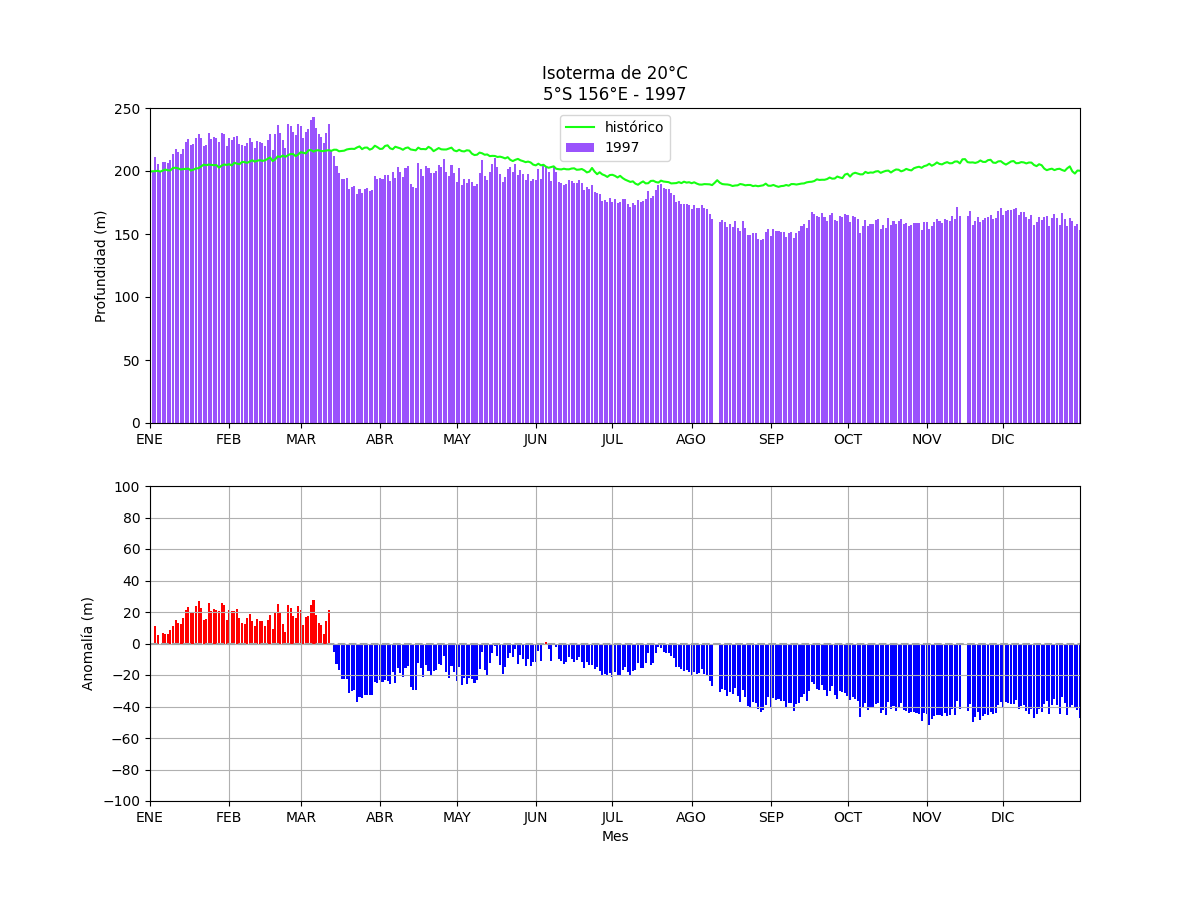 Isoterma de 20°C
5°S 156°E - 1997
histórico
1997
Profundidad (m)
250
200
150
100
50
0
ENE FEB MAR ABR MAY JUN JUL AGO SEP OCT NOV DIC
Anomalía (m)
100
80
60
40
20
0
−20
−40
−60
−80
−100
ENE FEB MAR ABR MAY JUN JUL AGO SEP OCT NOV DIC
Mes